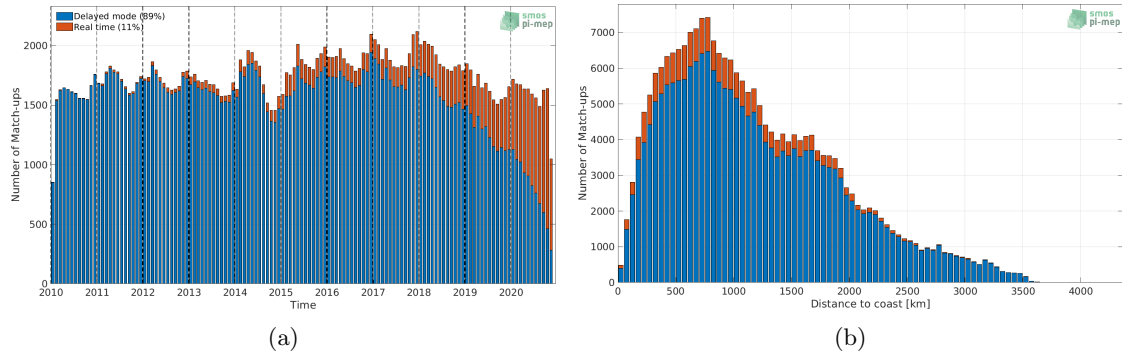 Delayed mode (89%)
Real time (11%)
smos
pi-mep
Number of Match-ups
2000
1500
1000
500
0
2010 2011 2012 2013 2014 2015 2016 2017 2018 2019 2020
Time
(a)
smos
pi-mep
Number of Match-ups
7000
6000
5000
4000
3000
2000
1000
0
0 500 1000 1500 2000 2500 3000 3500 4000
Distance to coast [km]
(b)